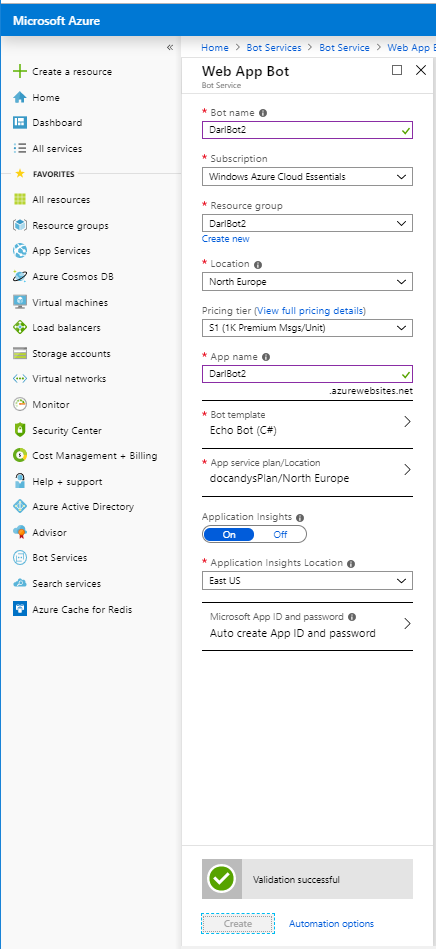 Microsoft Azure
«
Home > Bot Services > Bot Service > Web App B
Create a resource
Home
Dashboard
All services
FAVORITES
All resources
Resource groups
App Services
Azure Cosmos DB
Virtual machines
Load balancers
Storage accounts
Virtual networks
Monitor
Security Center
Cost Management + Billing
Help + support
Azure Active Directory
Advisor
Bot Services
Search services
Azure Cache for Redis
Web App Bot
Bot Service
* Bot name
DarlBot2
* Subscription
Windows Azure Cloud Essentials
* Resource group
DarlBot2
Create new
* Location
North Europe
Pricing tier (View full pricing details)
S1 (1K Premium Msgs/Unit)
* App name
DarlBot2
.azurewebsites.net
* Bot template
Echo Bot (C#)
* App service plan/Location
docandysPlan/North Europe
Application Insights
On Off
* Application Insights Location
East US
Microsoft App ID and password
Auto create App ID and password
Validation successful
Create Automation options